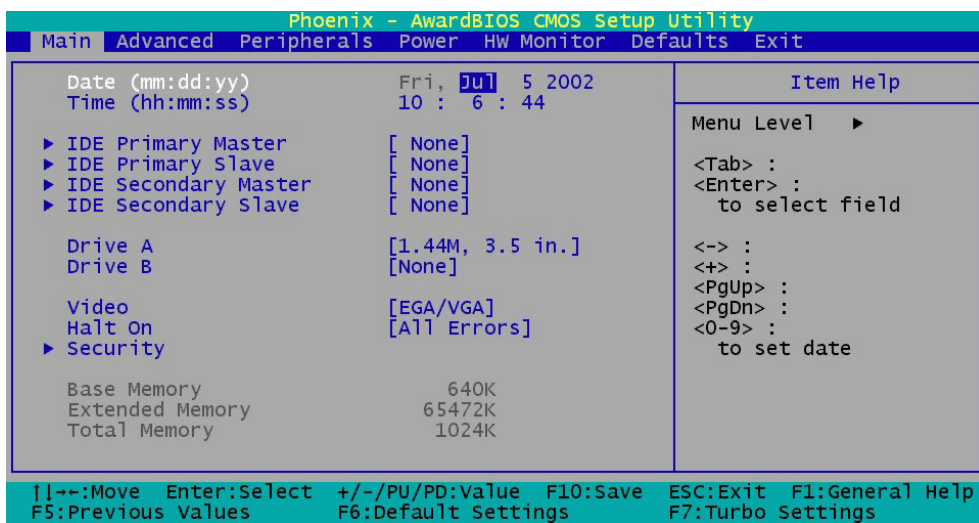 Phoenix - AwardBIOS CMOS Setup Utility
Main Advanced Peripherals Power HW Monitor Defaults Exit
Date (mm:dd:yy) Fri, Jul 5 2002
Time (hh:mm:ss) 10 : 6 : 44
▶ IDE Primary Master [ None]
▶ IDE Primary Slave [ None]
▶ IDE Secondary Master [ None]
▶ IDE Secondary Slave [ None]
Drive A [1.44M, 3.5 in.]
Drive B [None]
Video [EGA/VGA]
Halt On [All Errors]
▶ Security
Base Memory 640K
Extended Memory 65472K
Total Memory 1024K
Item Help
Menu Level ▶
<Tab> :
<Enter> :
to select field
<-> :
<+> :
<PgUp> :
<PgDn> :
<0-9> :
to set date
↑↓→←:Move Enter:Select +/-/PU/PD:Value F10:Save ESC:Exit F1:General Help
F5:Previous Values F6:Default Settings F7:Turbo Settings